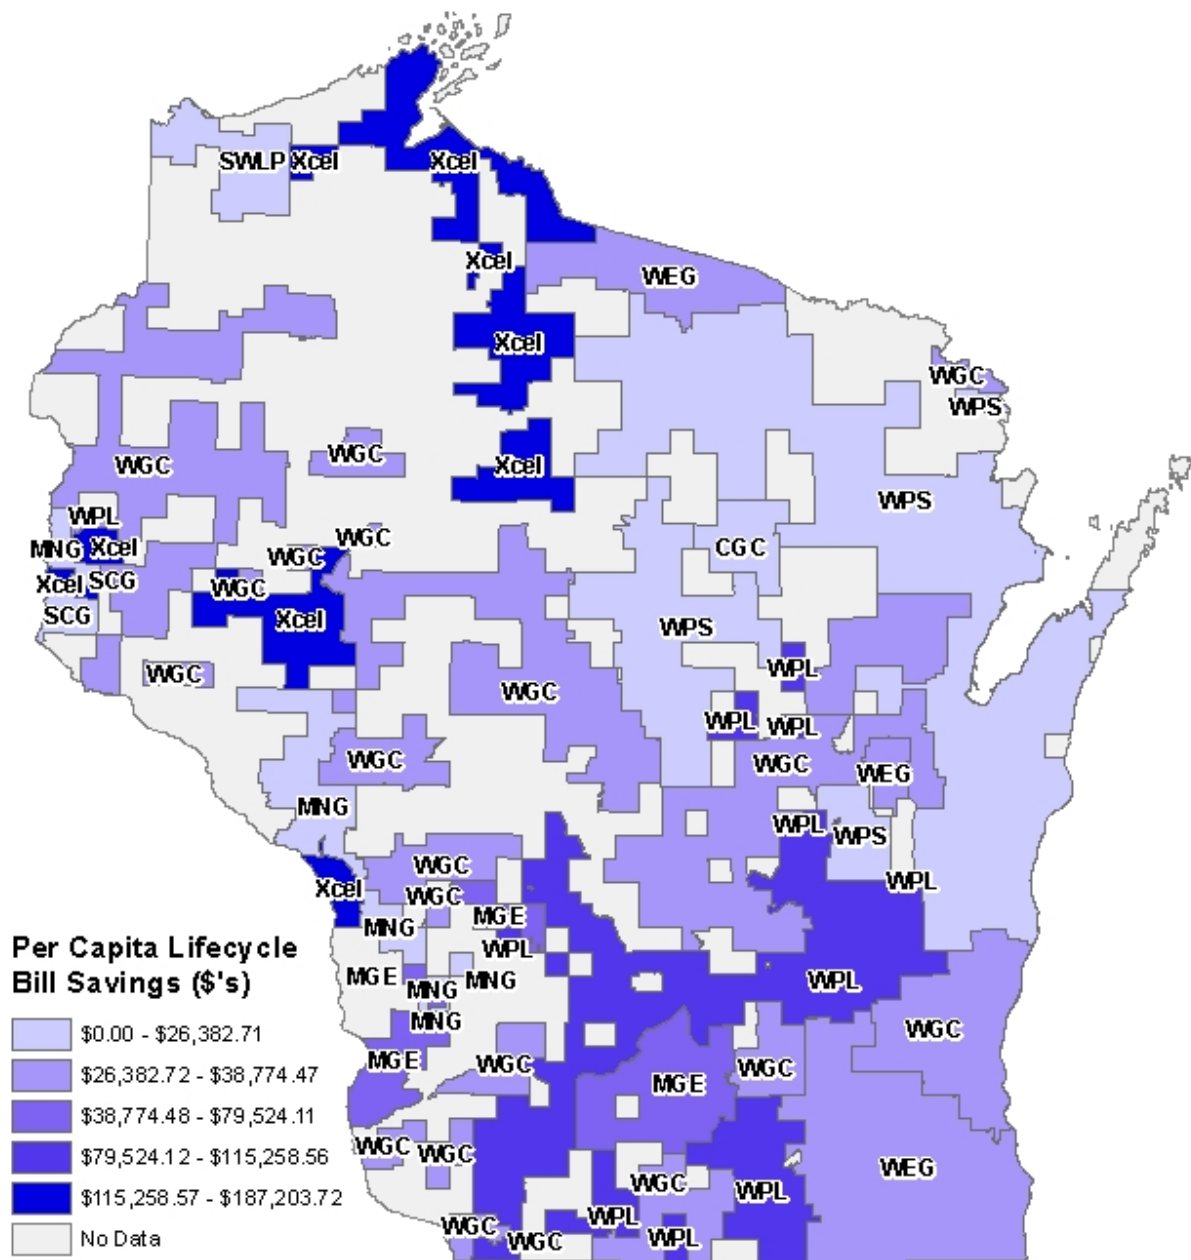 SWLP
Xcel
Xcel
Xcel
WEG
Xcel
WGC
WPS
WGC
WGC
Xcel
WPS
WPL
WGC
MNG
Xcel
WGC
CGC
Xcel
SCG
WGC
SCG
Xcel
WPS
WGC
WPL
WGC
WPL
WPL
WGC
WGC
WEG
MNG
WPL
WPS
WGC
WPL
Xcel
WGC
MGE
MNG
WPL
MGE
MNG
WPL
MNG
MNG
WGC
MGE
WGC
WGC
MGE
WGC
WGC
WEG
WGC
WPL
WPL
WGC
WGC
WPL
Per Capita Lifecycle
Bill Savings ($'s)
$0.00 - $26,382.71
$26,382.72 - $38,774.47
$38,774.48 - $79,524.11
$79,524.12 - $115,258.56
$115,258.57 - $187,203.72
No Data